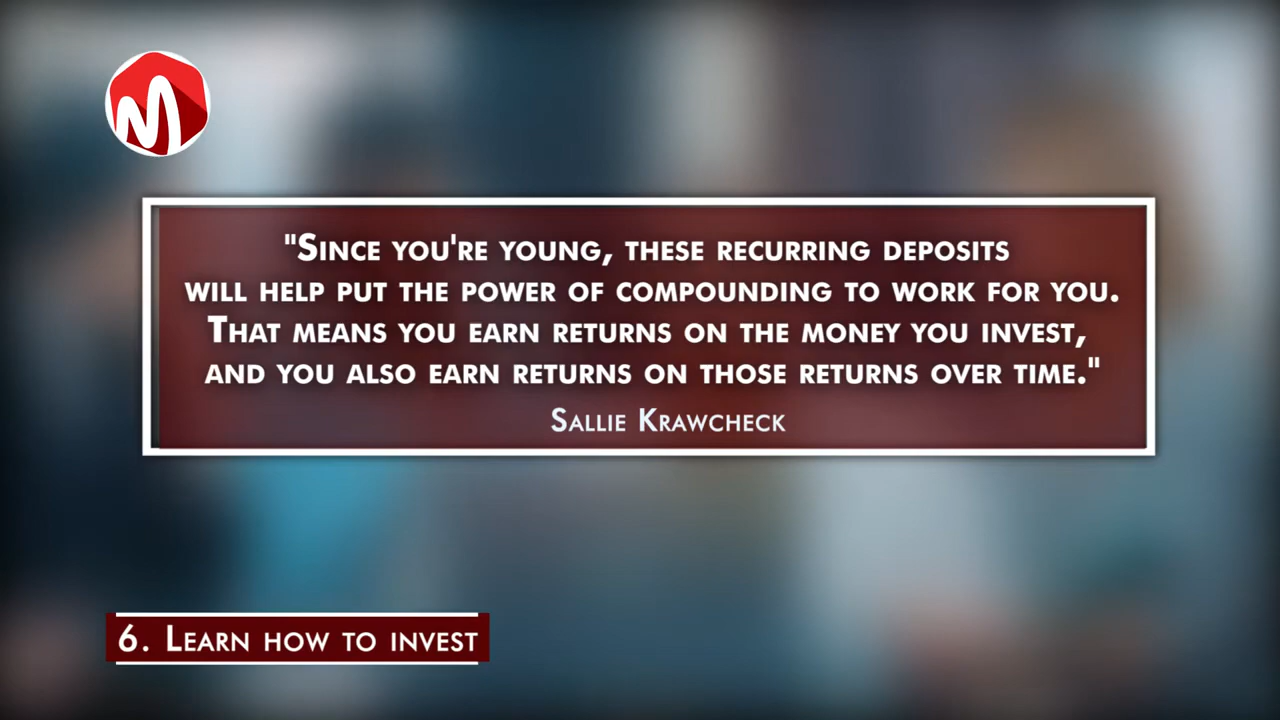 "Since you're young, these recurring deposits
will help put the power of compounding to work for you.
That means you earn returns on the money you invest,
and you also earn returns on those returns over time."
Sallie Krawcheck
6. Learn how to invest